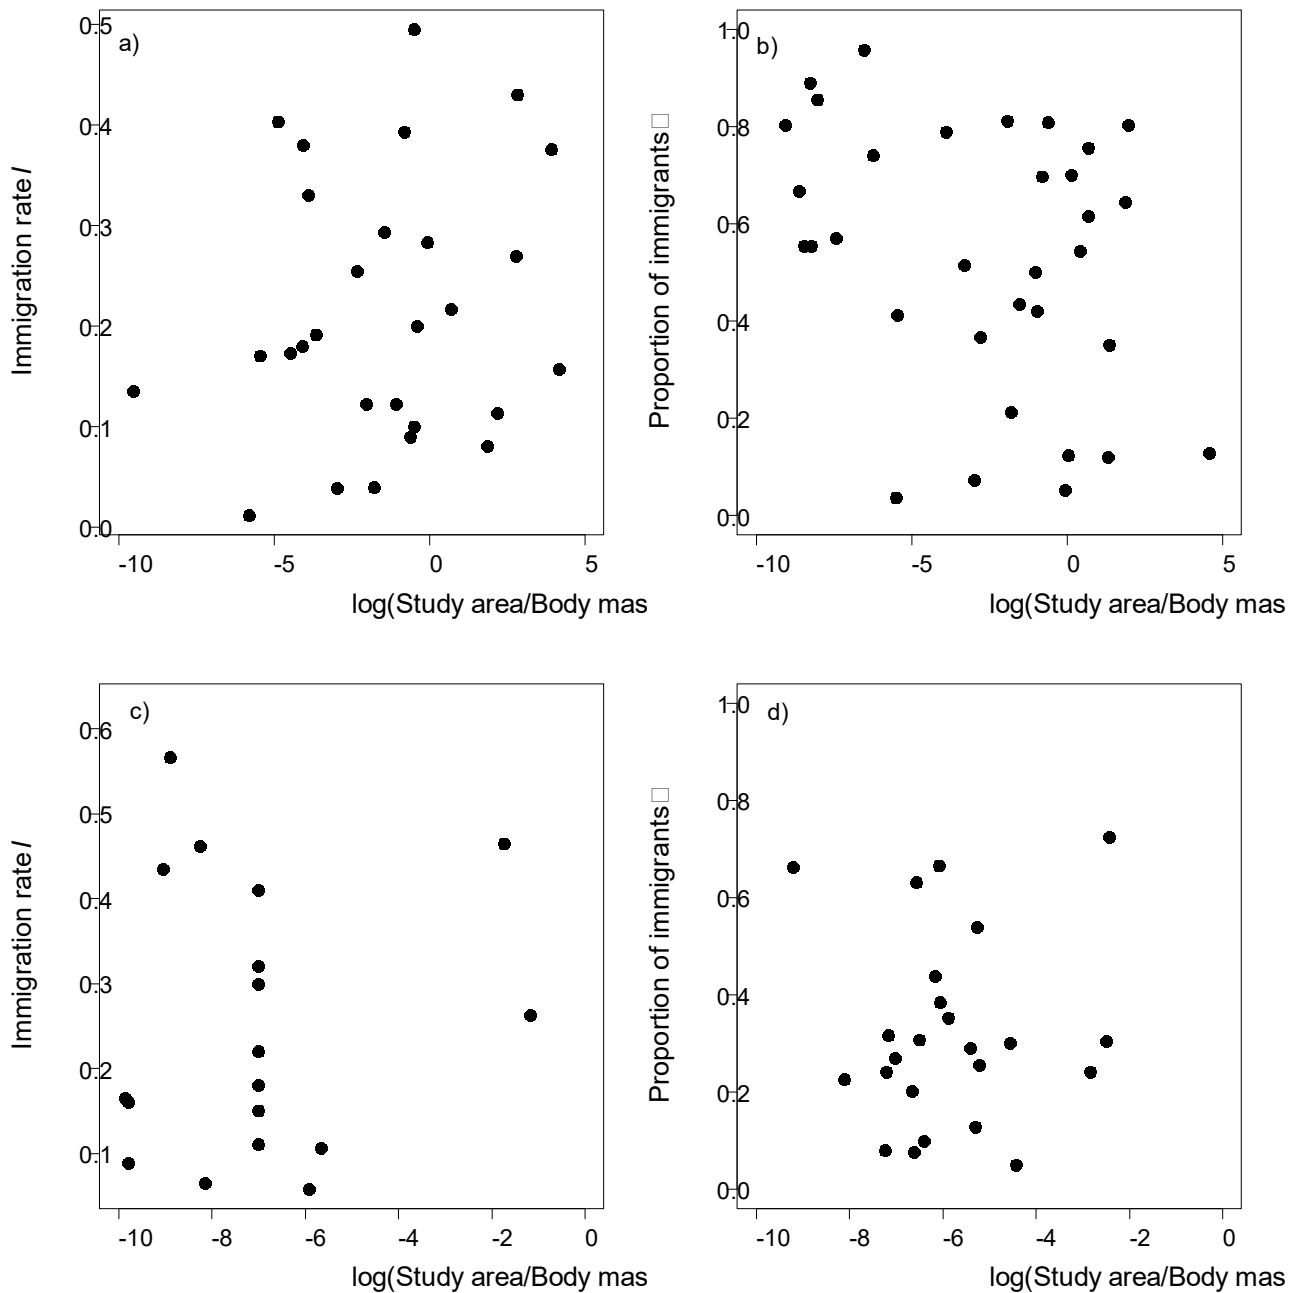 a)
0.5
0.4
0.3
0.2
0.1
0.0
Immigration rate I
-10 -5 0 5
log(Study area/Body mas
b)
1.0
0.8
0.6
0.4
0.2
0.0
Proportion of immigrants
-10 -5 0 5
log(Study area/Body mas
c)
0.6
0.5
0.4
0.3
0.2
0.1
Immigration rate I
-10 -8 -6 -4 -2 0
log(Study area/Body mas
d)
1.0
0.8
0.6
0.4
0.2
0.0
Proportion of immigrants
-10 -8 -6 -4 -2 0
log(Study area/Body mas